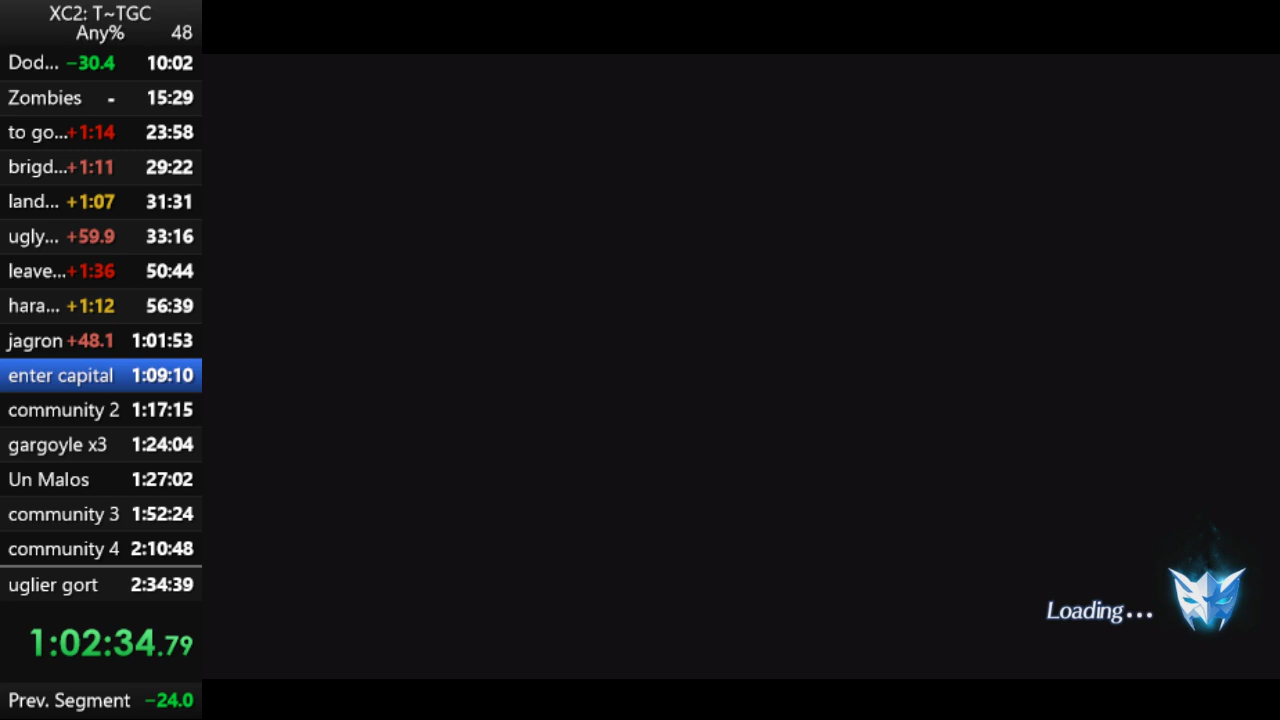 XC2: T~TGC
Any% 48
Dod... −30.4 10:02
Zombies - 15:29
to go...+1:14 23:58
brigd...+1:11 29:22
land... +1:07 31:31
ugly... +59.9 33:16
leave...+1:36 50:44
hara... +1:12 56:39
jagron +48.1 1:01:53
enter capital 1:09:10
community 2 1:17:15
gargoyle x3 1:24:04
Un Malos 1:27:02
community 3 1:52:24
community 4 2:10:48
uglier gort 2:34:39
1:02:34.79
Prev. Segment −24.0
Loading...